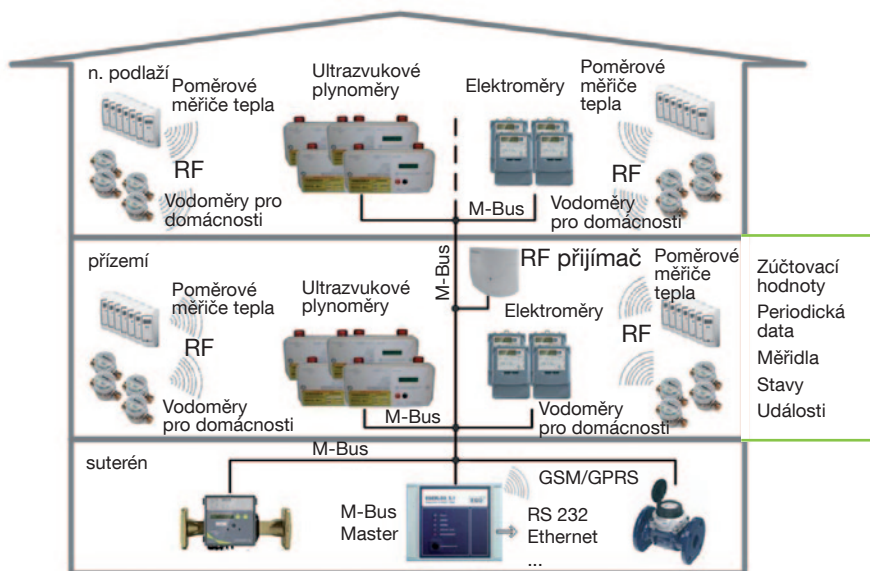 n. podlaží
Poměrové
měřiče tepla
Ultrazvukové
plynoměry
Elektroměry
Poměrové
měřiče
tepla
RF
RF
Vodoměry pro
domácnosti
M-Bus
Vodoměry
pro domácnosti
přízemí
M-Bus
RF přijímač
Poměrové
měřiče
tepla
Poměrové
měřiče tepla
Ultrazvukové
plynoměry
Elektroměry
RF
RF
Vodoměry
pro domácnosti
M-Bus
Vodoměry
pro domácnosti
Zúčtovací
hodnoty
Periodická
data
Měřidla
Stavy
Události
suterén
M-Bus
M-Bus
Master
GSM/GPRS
RS 232
Ethernet
...